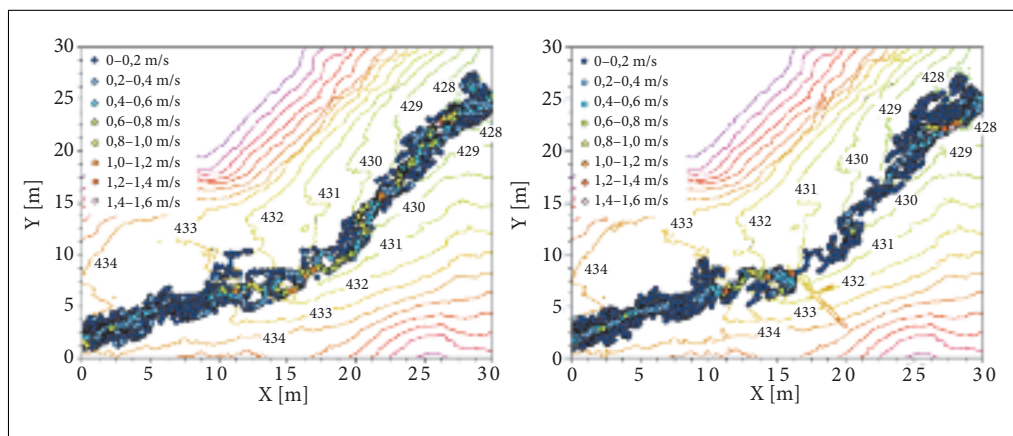 30
25
20
15
10
5
0
Y [m]
0–0,2 m/s
0,2–0,4 m/s
0,4–0,6 m/s
0,6–0,8 m/s
0,8–1,0 m/s
1,0–1,2 m/s
1,2–1,4 m/s
1,4–1,6 m/s
428
429
428
429
430
431
430
432
433
431
434
432
433
434
0 5 10 15 20 25 30
X [m]
30
25
20
15
10
5
0
Y [m]
0–0,2 m/s
0,2–0,4 m/s
0,4–0,6 m/s
0,6–0,8 m/s
0,8–1,0 m/s
1,0–1,2 m/s
1,2–1,4 m/s
1,4–1,6 m/s
428
429
428
429
430
431
430
432
433
431
434
432
433
434
0 5 10 15 20 25 30
X [m]